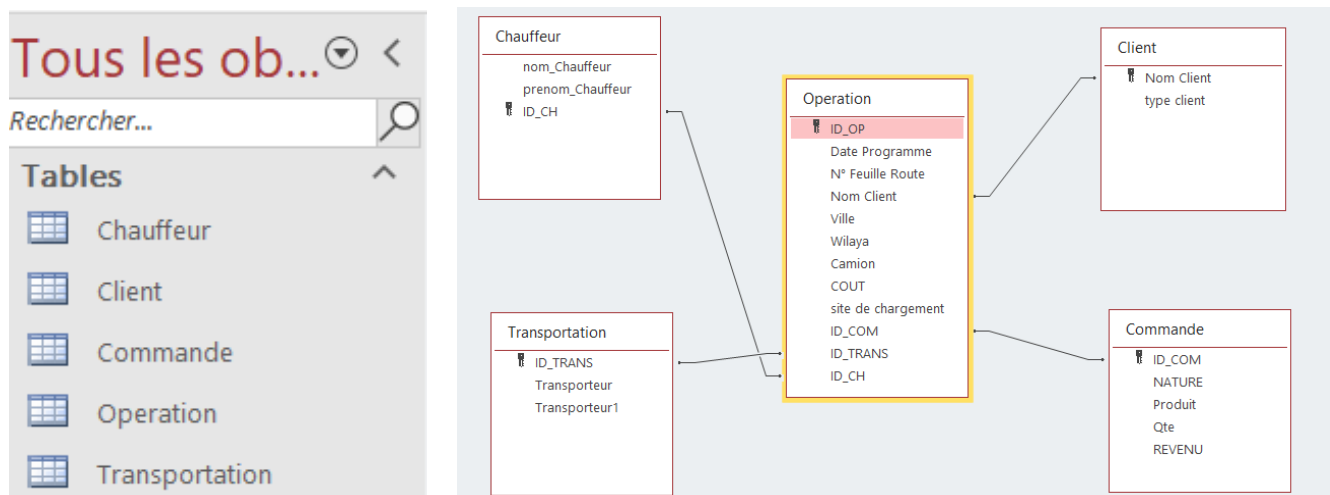 Tous les ob...
Rechercher...
Tables
Chauffeur
Client
Commande
Operation
Transportation
Chauffeur
nom_Chauffeur
prenom_Chauffeur
ID_CH
Operation
ID_OP
Date Programme
N° Feuille Route
Nom Client
Ville
Wilaya
Camion
COUT
site de chargement
ID_COM
ID_TRANS
ID_CH
Client
Nom Client
type client
Transportation
ID_TRANS
Transporteur
Transporteur1
Commande
ID_COM
NATURE
Produit
Qte
REVENU